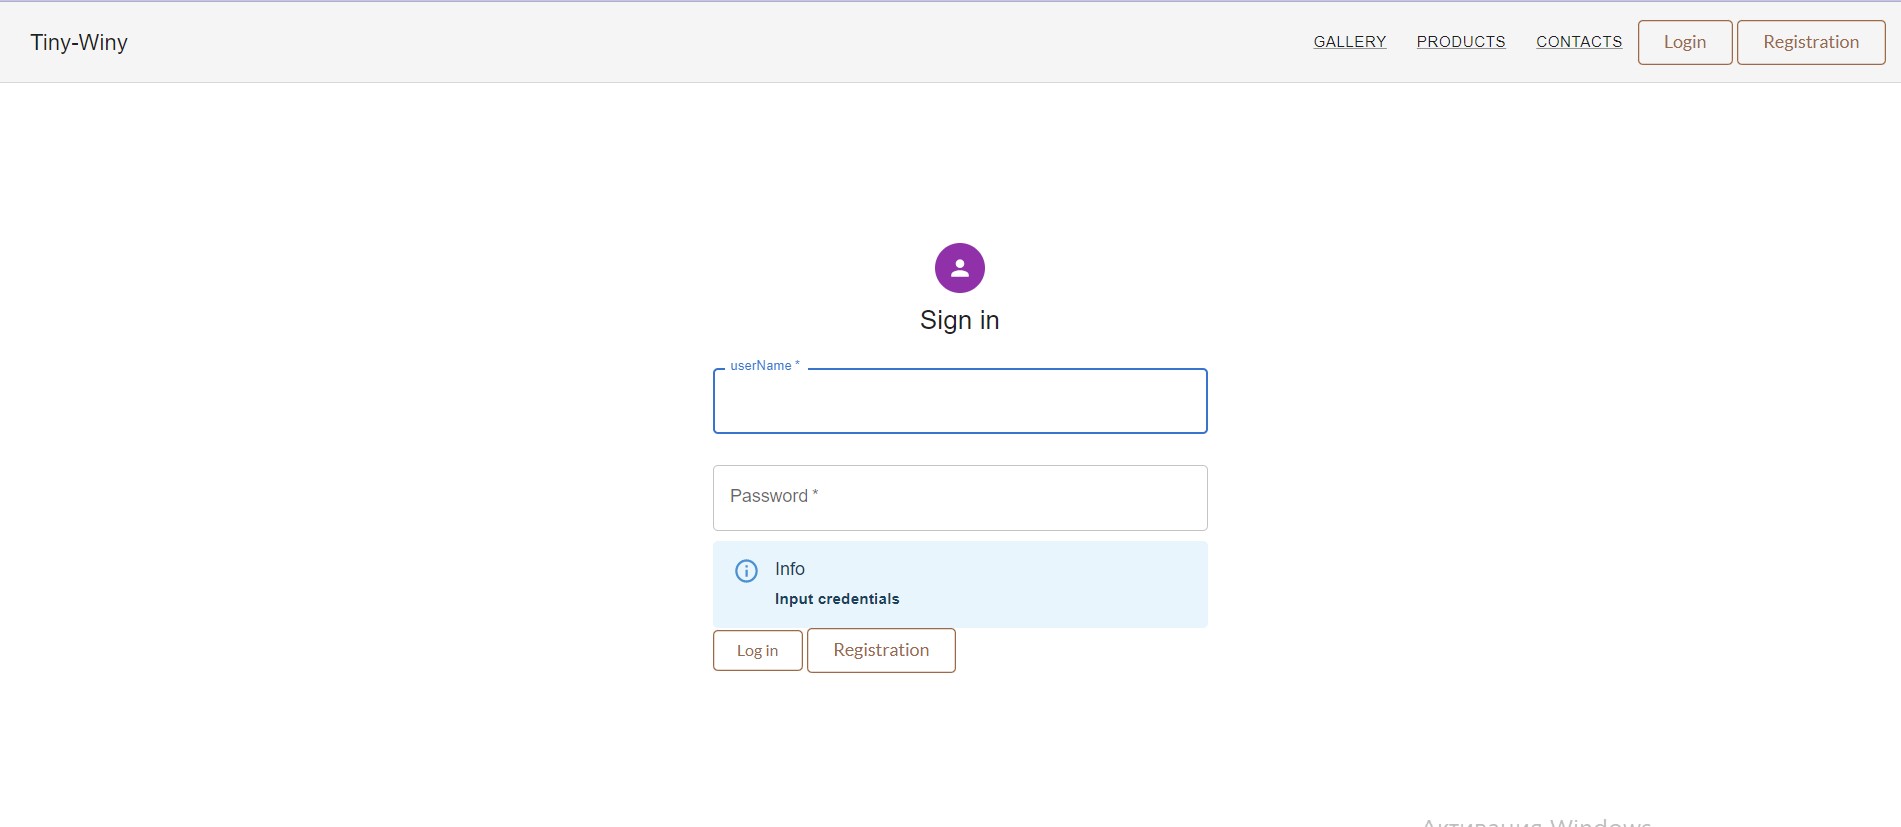 Tiny-Winy
GALLERY PRODUCTS CONTACTS Login Registration
Sign in
userName *
Password *
Info
Input credentials
Log in Registration
Активация Windows